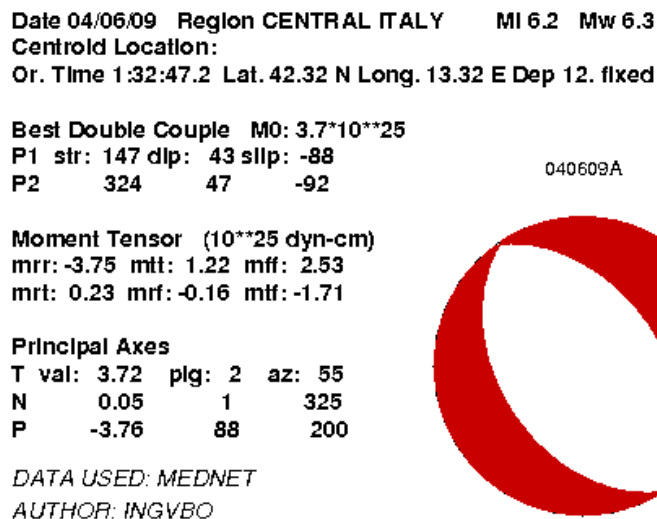 Date 04/06/09 Region CENTRAL ITALY Ml 6.2 Mw 6.3
Centroid Location:
Or. Time 1:32:47.2 Lat. 42.32 N Long. 13.32 E Dep 12. fixed
Best Double Couple M0: 3.7*10**25
P1 str: 147 dip: 43 slip: -88
P2 324 47 -92
040609A
Moment Tensor (10**25 dyn-cm)
mrr: -3.75 mtt: 1.22 mff: 2.53
mrt: 0.23 mrf: -0.16 mtf: -1.71
Principal Axes
T val: 3.72 plg: 2 az: 55
N 0.05 1 325
P -3.76 88 200
DATA USED: MEDNET
AUTHOR: INGVBO